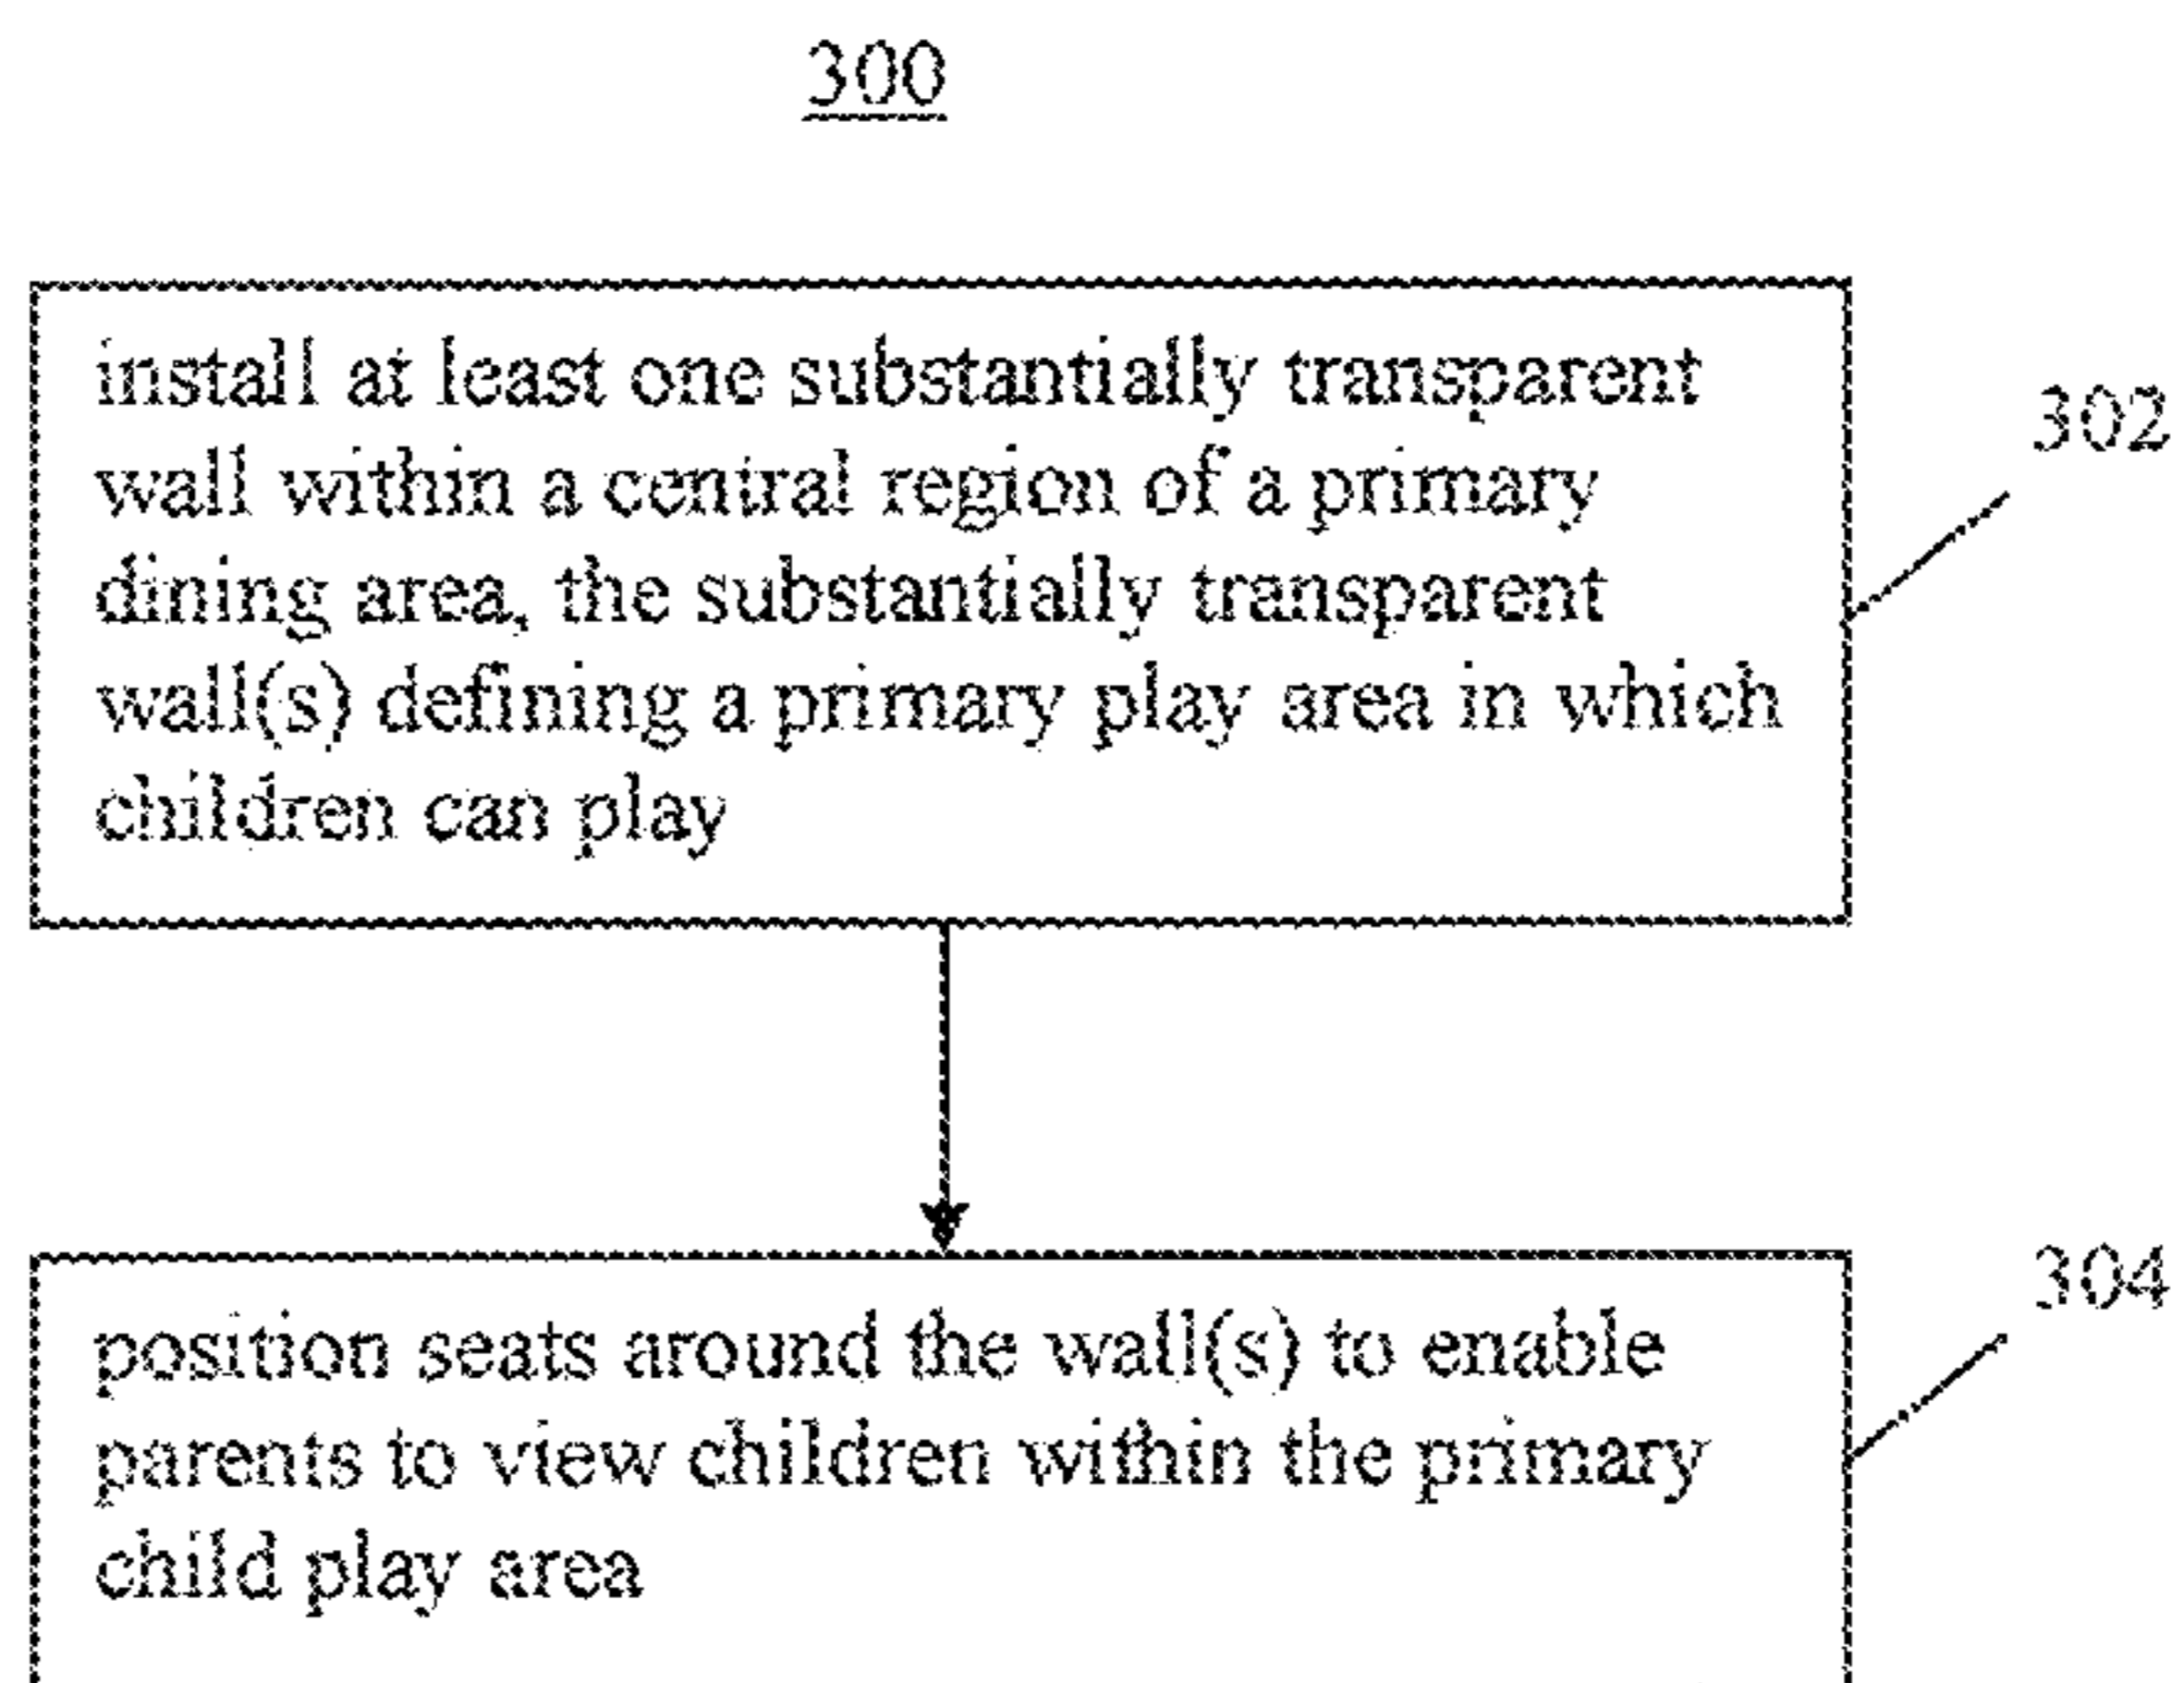 300
install at least one substantially transparent
wall within a central region of a primary
dining area, the substantially transparent
wall(s) defining a primary play area in which
children can play
302
position seats around the wall(s) to enable
parents to view children within the primary
child play area
304